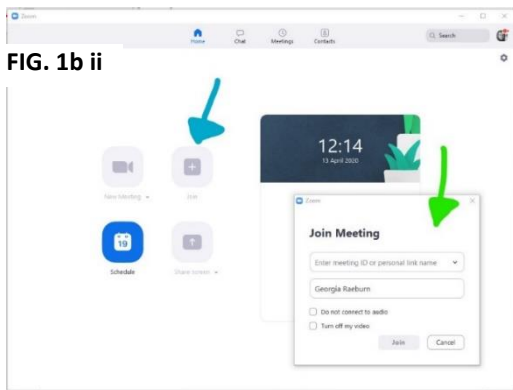 Zoom
Home Chat Meetings Contacts
Search
FIG. 1b ii
12:14
13 April 2020
New Meeting Join
19
Schedule Share screen
Zoom
Join Meeting
Enter meeting ID or personal link name
Georgia Raeburn
Do not connect to audio
Turn off my video
Join Cancel